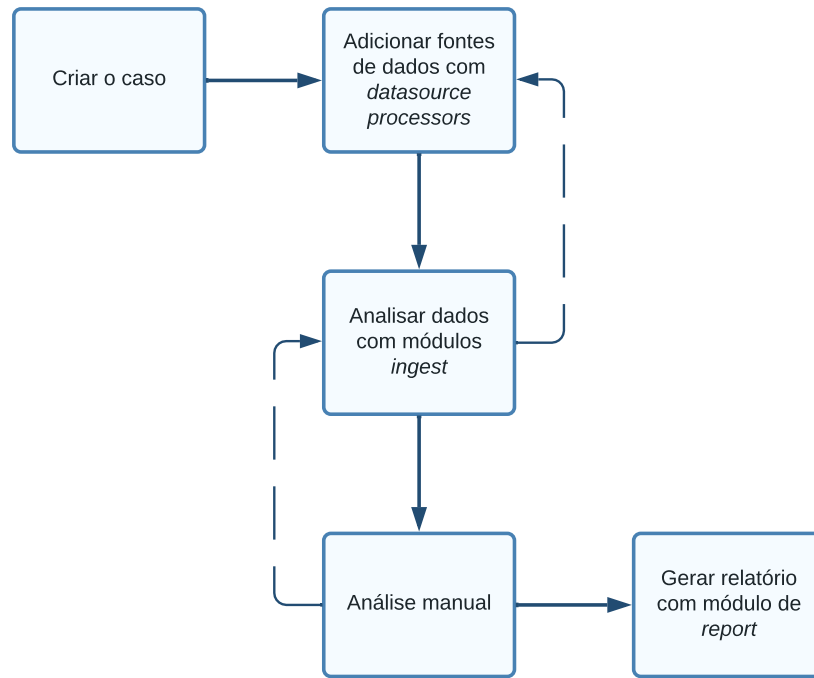 Criar o caso
Adicionar fontes
de dados com
datasource
processors
Analisar dados
com módulos
ingest
Análise manual
Gerar relatório
com módulo de
report